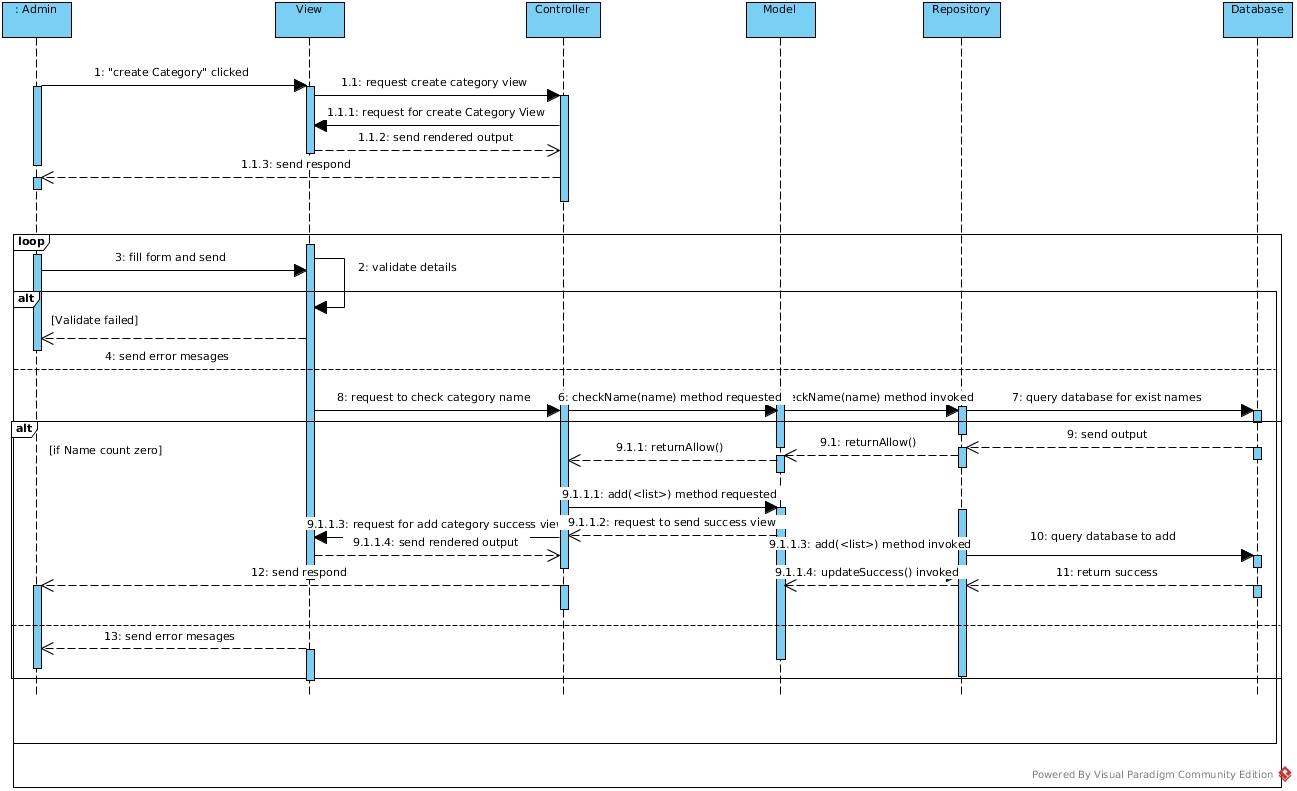 : Admin
View
Controller
Model
Repository
Database
1: "create Category" clicked
1.1: request create category view
1.1.1: request for create Category View
1.1.2: send rendered output
1.1.3: send respond
loop
3: fill form and send
2: validate details
alt
[Validate failed]
4: send error mesages
8: request to check category name
6: checkName(name) method requested
eckName(name) method invoked
7: query database for exist names
alt
[if Name count zero]
9: send output
9.1: returnAllow()
9.1.1: returnAllow()
9.1.1.1: add(<list>) method requested
9.1.1.2: request to send success view
9.1.1.3: request for add category success view
9.1.1.4: send rendered output
9.1.1.3: add(<list>) method invoked
10: query database to add
12: send respond
9.1.1.4: updateSuccess() invoked
11: return success
13: send error mesages
Powered By Visual Paradigm Community Edition